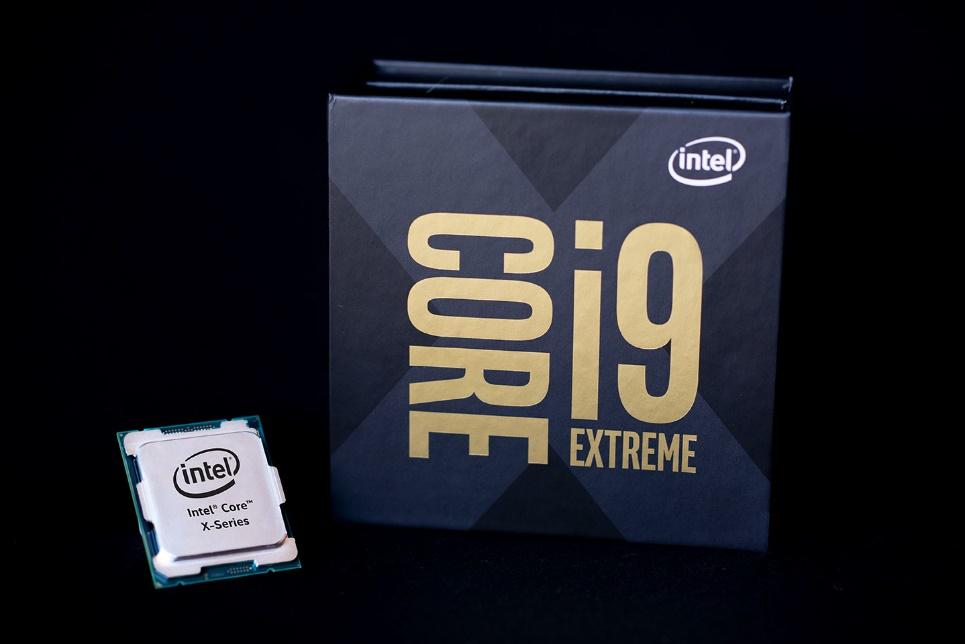 intel®
CORE
i9
EXTREME
intel®
Intel® Core™
X-Series